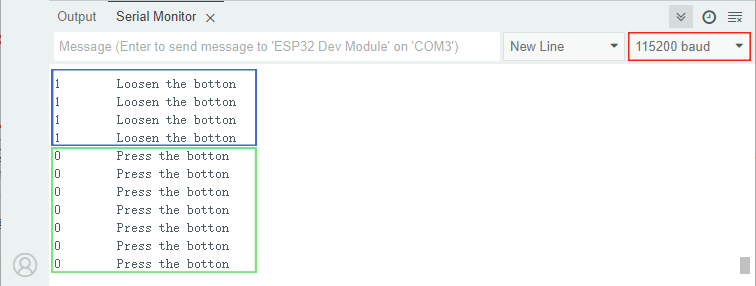 Output Serial Monitor
Message (Enter to send message to 'ESP32 Dev Module' on 'COM3') New Line 115200 baud
1 Loosen the botton
1 Loosen the botton
1 Loosen the botton
1 Loosen the botton
0 Press the botton
0 Press the botton
0 Press the botton
0 Press the botton
0 Press the botton
0 Press the botton
0 Press the botton